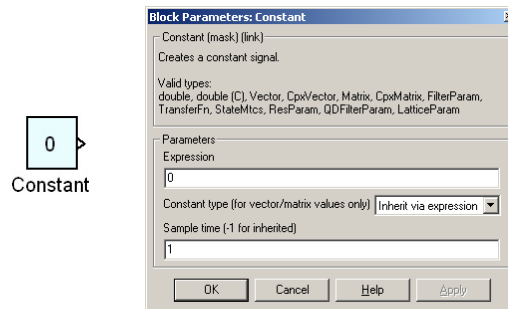 Block Parameters: Constant
Constant (mask) (link)
Creates a constant signal.
Valid types:
double, double (C), Vector, CpxVector, Matrix, CpxMatrix, FilterParam,
TransferFn, StateMtcs, ResParam, QDFilterParam, LatticeParam
0
Constant
Parameters
Expression
0
Constant type (for vector/matrix values only) Inherit via expression
Sample time (-1 for inherited)
1
OK Cancel Help Apply